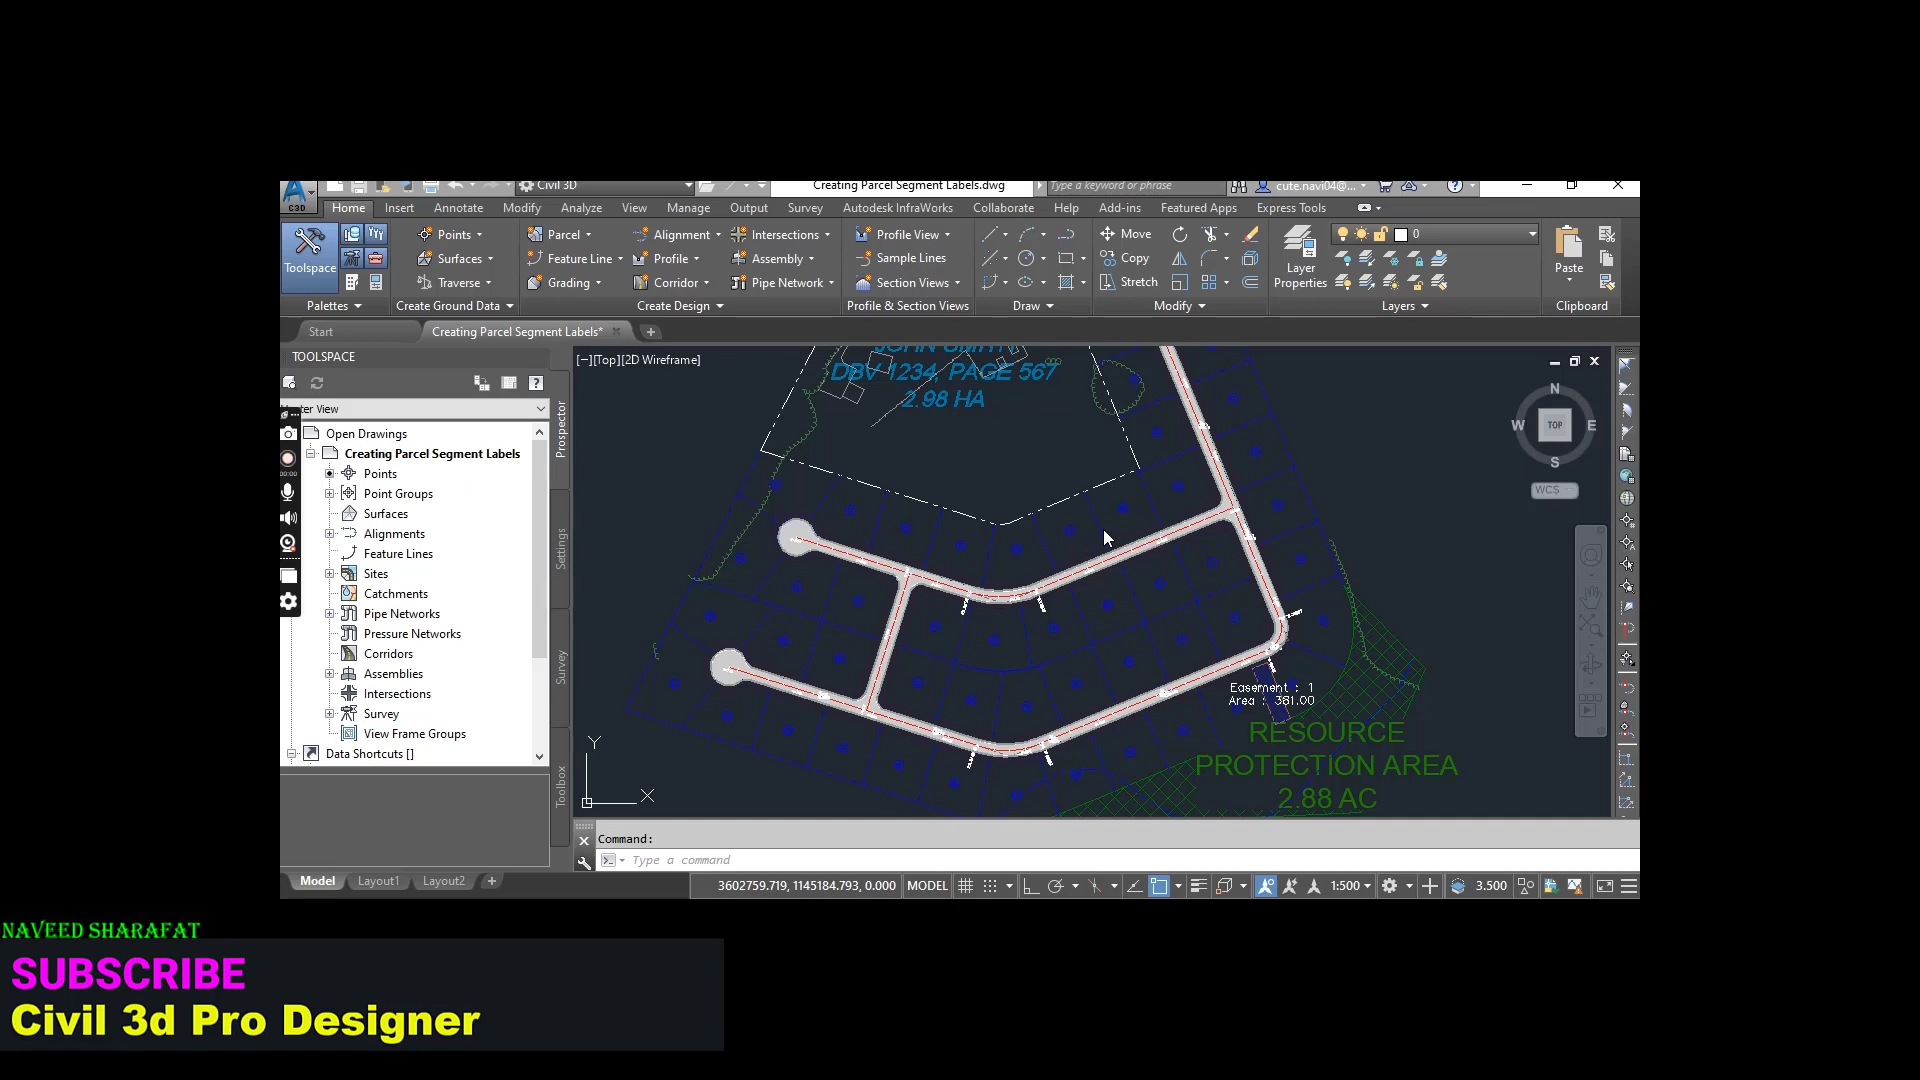 Civil 3D
Creating Parcel Segment Labels.dwg
Type a keyword or phrase
cute.navi04@...
C3D
Home
Insert
Annotate
Modify
Analyze
View
Manage
Output
Survey
Autodesk InfraWorks
Collaborate
Help
Add-ins
Featured Apps
Express Tools
Toolspace
Palettes
Points
Surfaces
Traverse
Create Ground Data
Parcel
Feature Line
Grading
Alignment
Profile
Corridor
Intersections
Assembly
Pipe Network
Create Design
Profile View
Sample Lines
Section Views
Profile & Section Views
Draw
Move
Copy
Stretch
Modify
Layer
Properties
0
Layers
Paste
Clipboard
Start
Creating Parcel Segment Labels*
TOOLSPACE
ter View
Open Drawings
Creating Parcel Segment Labels
Points
Point Groups
Surfaces
Alignments
Feature Lines
Sites
Catchments
Pipe Networks
Pressure Networks
Corridors
Assemblies
Intersections
Survey
View Frame Groups
Data Shortcuts []
00:00
Prospector
Settings
Survey
Toolbox
[−][Top][2D Wireframe]
JOHN SMITH
DBV 1234, PAGE 567
2.98 HA
N
W
TOP
E
S
WCS
Easement : 1
Area : 381.00
RESOURCE
PROTECTION AREA
2.88 AC
Y
X
Command:
Type a command
Model
Layout1
Layout2
3602759.719, 1145184.793, 0.000
MODEL
1:500
3.500
NAVEED SHARAFAT
SUBSCRIBE
Civil 3d Pro Designer